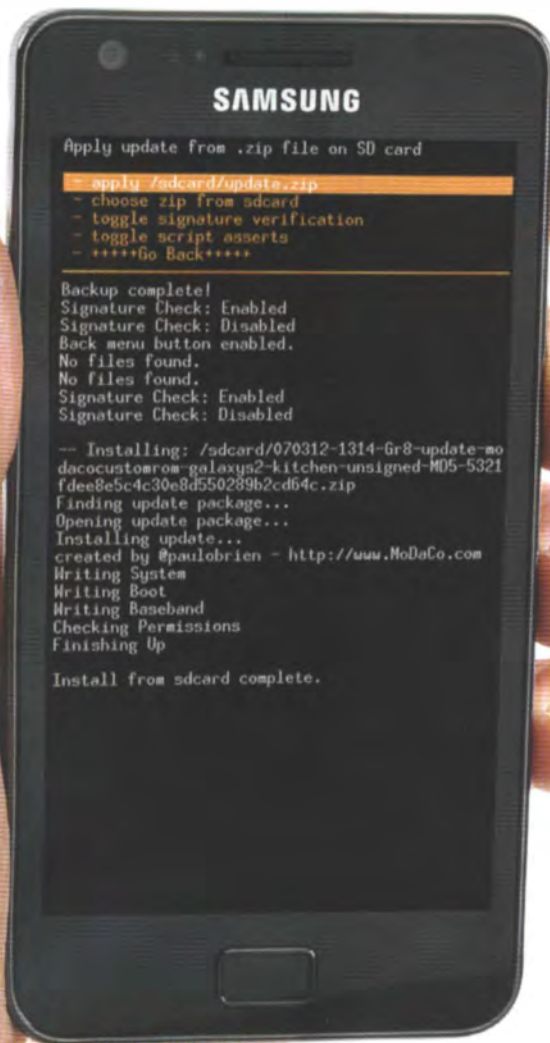 SAMSUNG
Apply update from .zip file on SD card
- apply /sdcard/update.zip
- choose zip from sdcard
- toggle signature verification
- toggle script asserts
- +++++Go Back+++++
Backup complete!
Signature Check: Enabled
Signature Check: Disabled
Back menu button enabled.
No files found.
No files found.
Signature Check: Enabled
Signature Check: Disabled
-- Installing: /sdcard/070312-1314-Gr8-update-mo
dacocustomrom-galaxys2-kitchen-unsigned-MD5-5321
fdee8e5c4c30e8d550289b2cd64c.zip
Finding update package...
Opening update package...
Installing update...
created by @paulobrien - http://www.MoDaCo.com
Writing System
Writing Boot
Writing Baseband
Checking Permissions
Finishing Up
Install from sdcard complete.